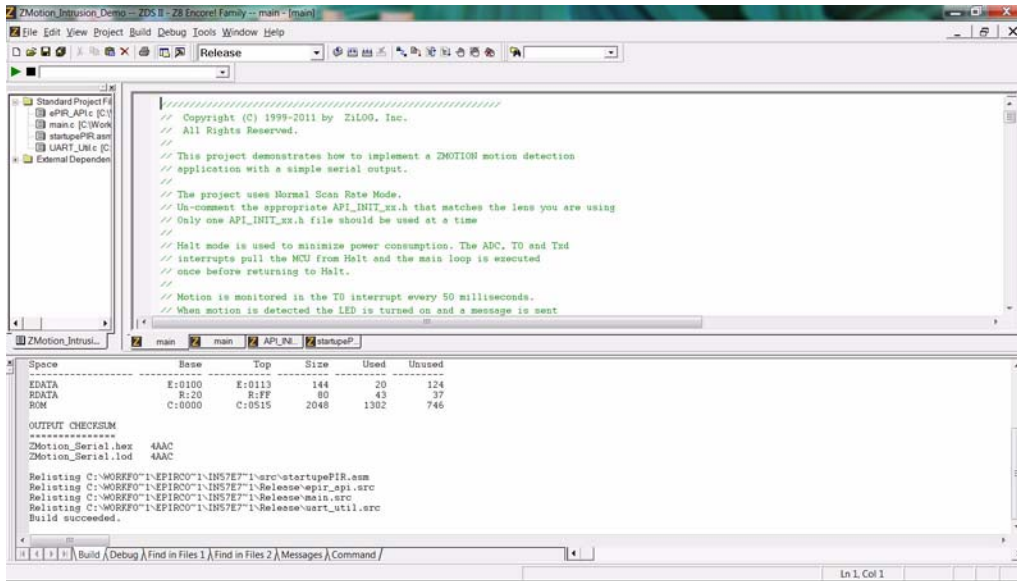 ZMotion_Intrusion_Demo -- ZDS II - Z8 Encore! Family -- main - [main]
File Edit View Project Build Debug Tools Window Help
Release
Standard Project Fi
ePIR_API.c [C:\
main.c [C:\Work
startupePIR.asm
UART_Util.c [C:
External Dependen
////////////////////////////////////////////////////////////
// Copyright (C) 1999-2011 by ZiLOG, Inc.
// All Rights Reserved.
//
// This project demonstrates how to implement a ZMOTION motion detection
// application with a simple serial output.
//
// The project uses Normal Scan Rate Mode.
// Un-comment the appropriate API_INIT_xx.h that matches the lens you are using
// Only one API_INIT_xx.h file should be used at a time
//
// Halt mode is used to minimize power consumption. The ADC, T0 and Txd
// interrupts pull the MCU from Halt and the main loop is executed
// once before returning to Halt.
//
// Motion is monitored in the T0 interrupt every 50 milliseconds.
// When motion is detected the LED is turned on and a message is sent
ZMotion_Intrusi... main main API_INI... startupeP...
Space Base Top Size Used Unused
EDATA E:0100 E:0113 144 20 124
RDATA R:20 R:FF 80 43 37
ROM C:0000 C:0515 2048 1302 746
OUTPUT CHECKSUM
===============
ZMotion_Serial.hex 4AAC
ZMotion_Serial.lod 4AAC
Relisting C:\WORKFO~1\EPIRCO~1\IN57E7~1\src\startupePIR.asm
Relisting C:\WORKFO~1\EPIRCO~1\IN57E7~1\Release\epir_api.src
Relisting C:\WORKFO~1\EPIRCO~1\IN57E7~1\Release\main.src
Relisting C:\WORKFO~1\EPIRCO~1\IN57E7~1\Release\uart_util.src
Build succeeded.
Build Debug Find in Files 1 Find in Files 2 Messages Command
Ln 1, Col 1